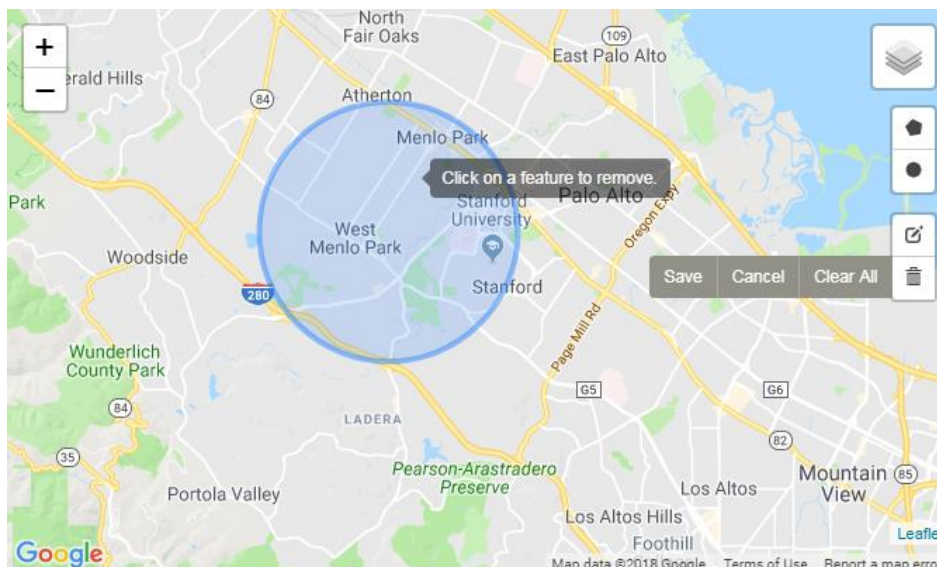 North
Fair Oaks
109
East Palo Alto
+
erald Hills
−
84
Atherton
Menlo Park
Click on a feature to remove.
Park
Palo Alto
Stanford
University
Oregon Expy
West
Menlo Park
Woodside
Save
Cancel
Clear All
280
Stanford
Page Mill Rd
Wunderlich
County Park
G5
G6
84
LADERA
82
35
Pearson-Arastradero
Preserve
Mountain
View
85
Portola Valley
Los Altos
Los Altos Hills
Foothill
Leafle
Google
Map data ©2018 Google
Terms of Use
Report a map erro